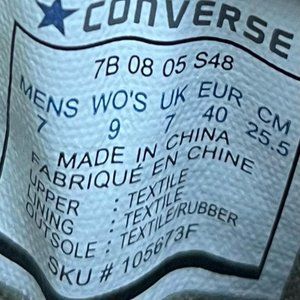 CONVERSE
7B 08 05 S48
MENS WO'S UK EUR CM
7 9 7 40 25.5
MADE IN CHINA
FABRIQUÉ EN CHINE
UPPER : TEXTILE
LINING : TEXTILE
OUTSOLE : TEXTILE/RUBBER
SKU # 105673F